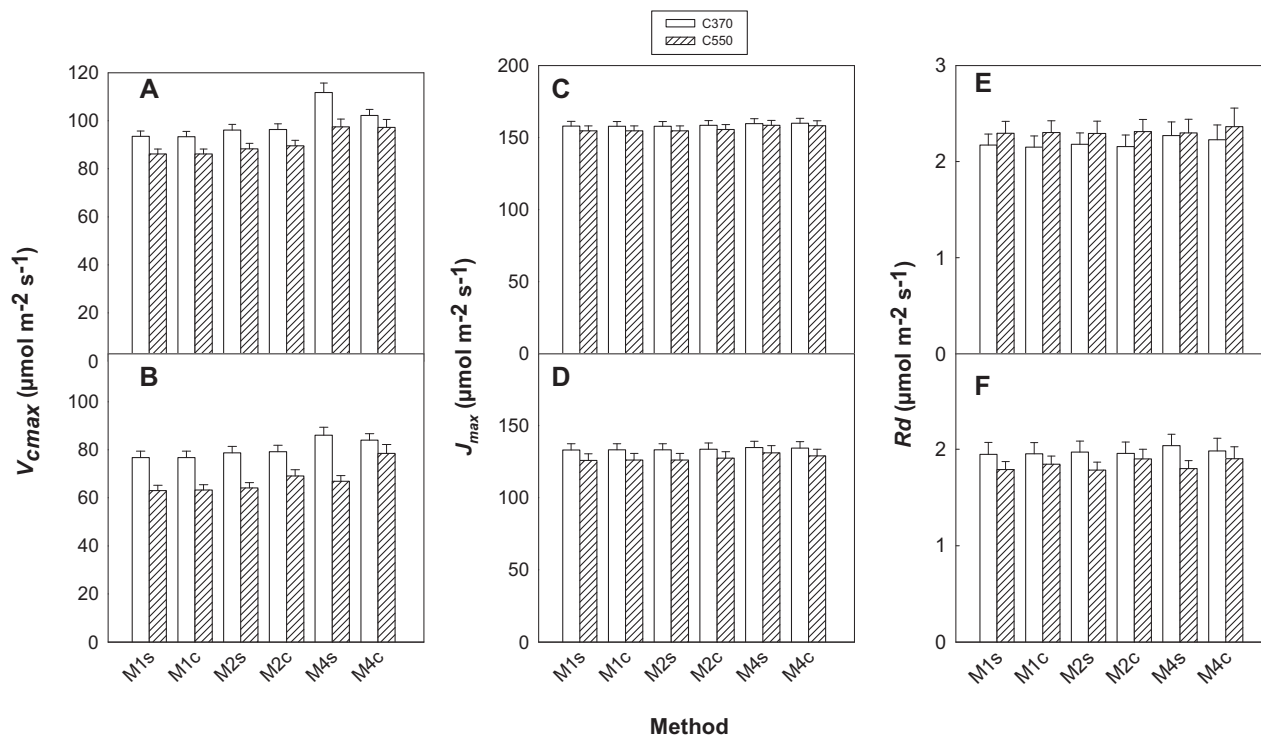 C370
C550
A
B
C
D
E
F
120
100
80
60
40
20
0
100
80
60
40
20
0
200
150
100
50
0
150
100
50
0
3
2
1
0
2
1
0
Vcmax (µmol m-2 s-1)
Jmax (µmol m-2 s-1)
Rd (µmol m-2 s-1)
M1s M1c M2s M2c M4s M4c
M1s M1c M2s M2c M4s M4c
M1s M1c M2s M2c M4s M4c
Method